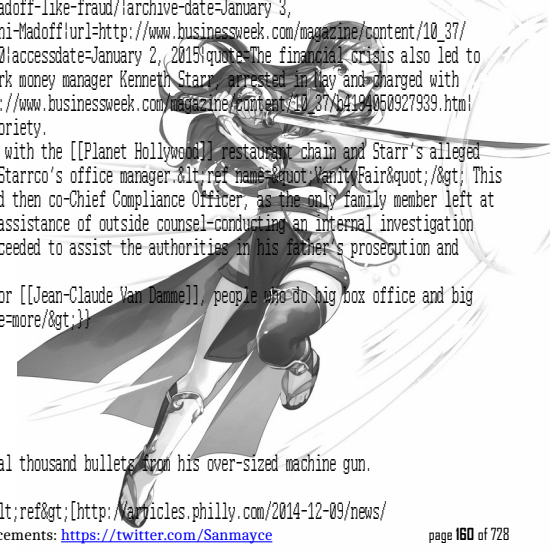 adoff-like-fraud/|archive-date=January 3,
ni-Madoff|url=http://www.businessweek.com/magazine/content/10_37/
0|accessdate=January 2, 2015|quote=The financial crisis also led to
rk money manager Kenneth Starr, arrested in May and charged with
://www.businessweek.com/magazine/content/10_37/b4194050927939.htm|
oriety.
with the [[Planet Hollywood]] restaurant chain and Starr's alleged
Starrco's office manager.&lt;ref name=&quot;VanityFair&quot;/&gt; This
d then co-Chief Compliance Officer, as the only family member left at
assistance of outside counsel-conducting an internal investigation
ceeded to assist the authorities in his father's prosecution and
or [[Jean-Claude Van Damme]], people who do big box office and big
e=more/&gt;}}
al thousand bullets from his over-sized machine gun.
lt;ref&gt;[http://articles.philly.com/2014-12-09/news/
cements: https://twitter.com/Sanmayce page 160 of 728